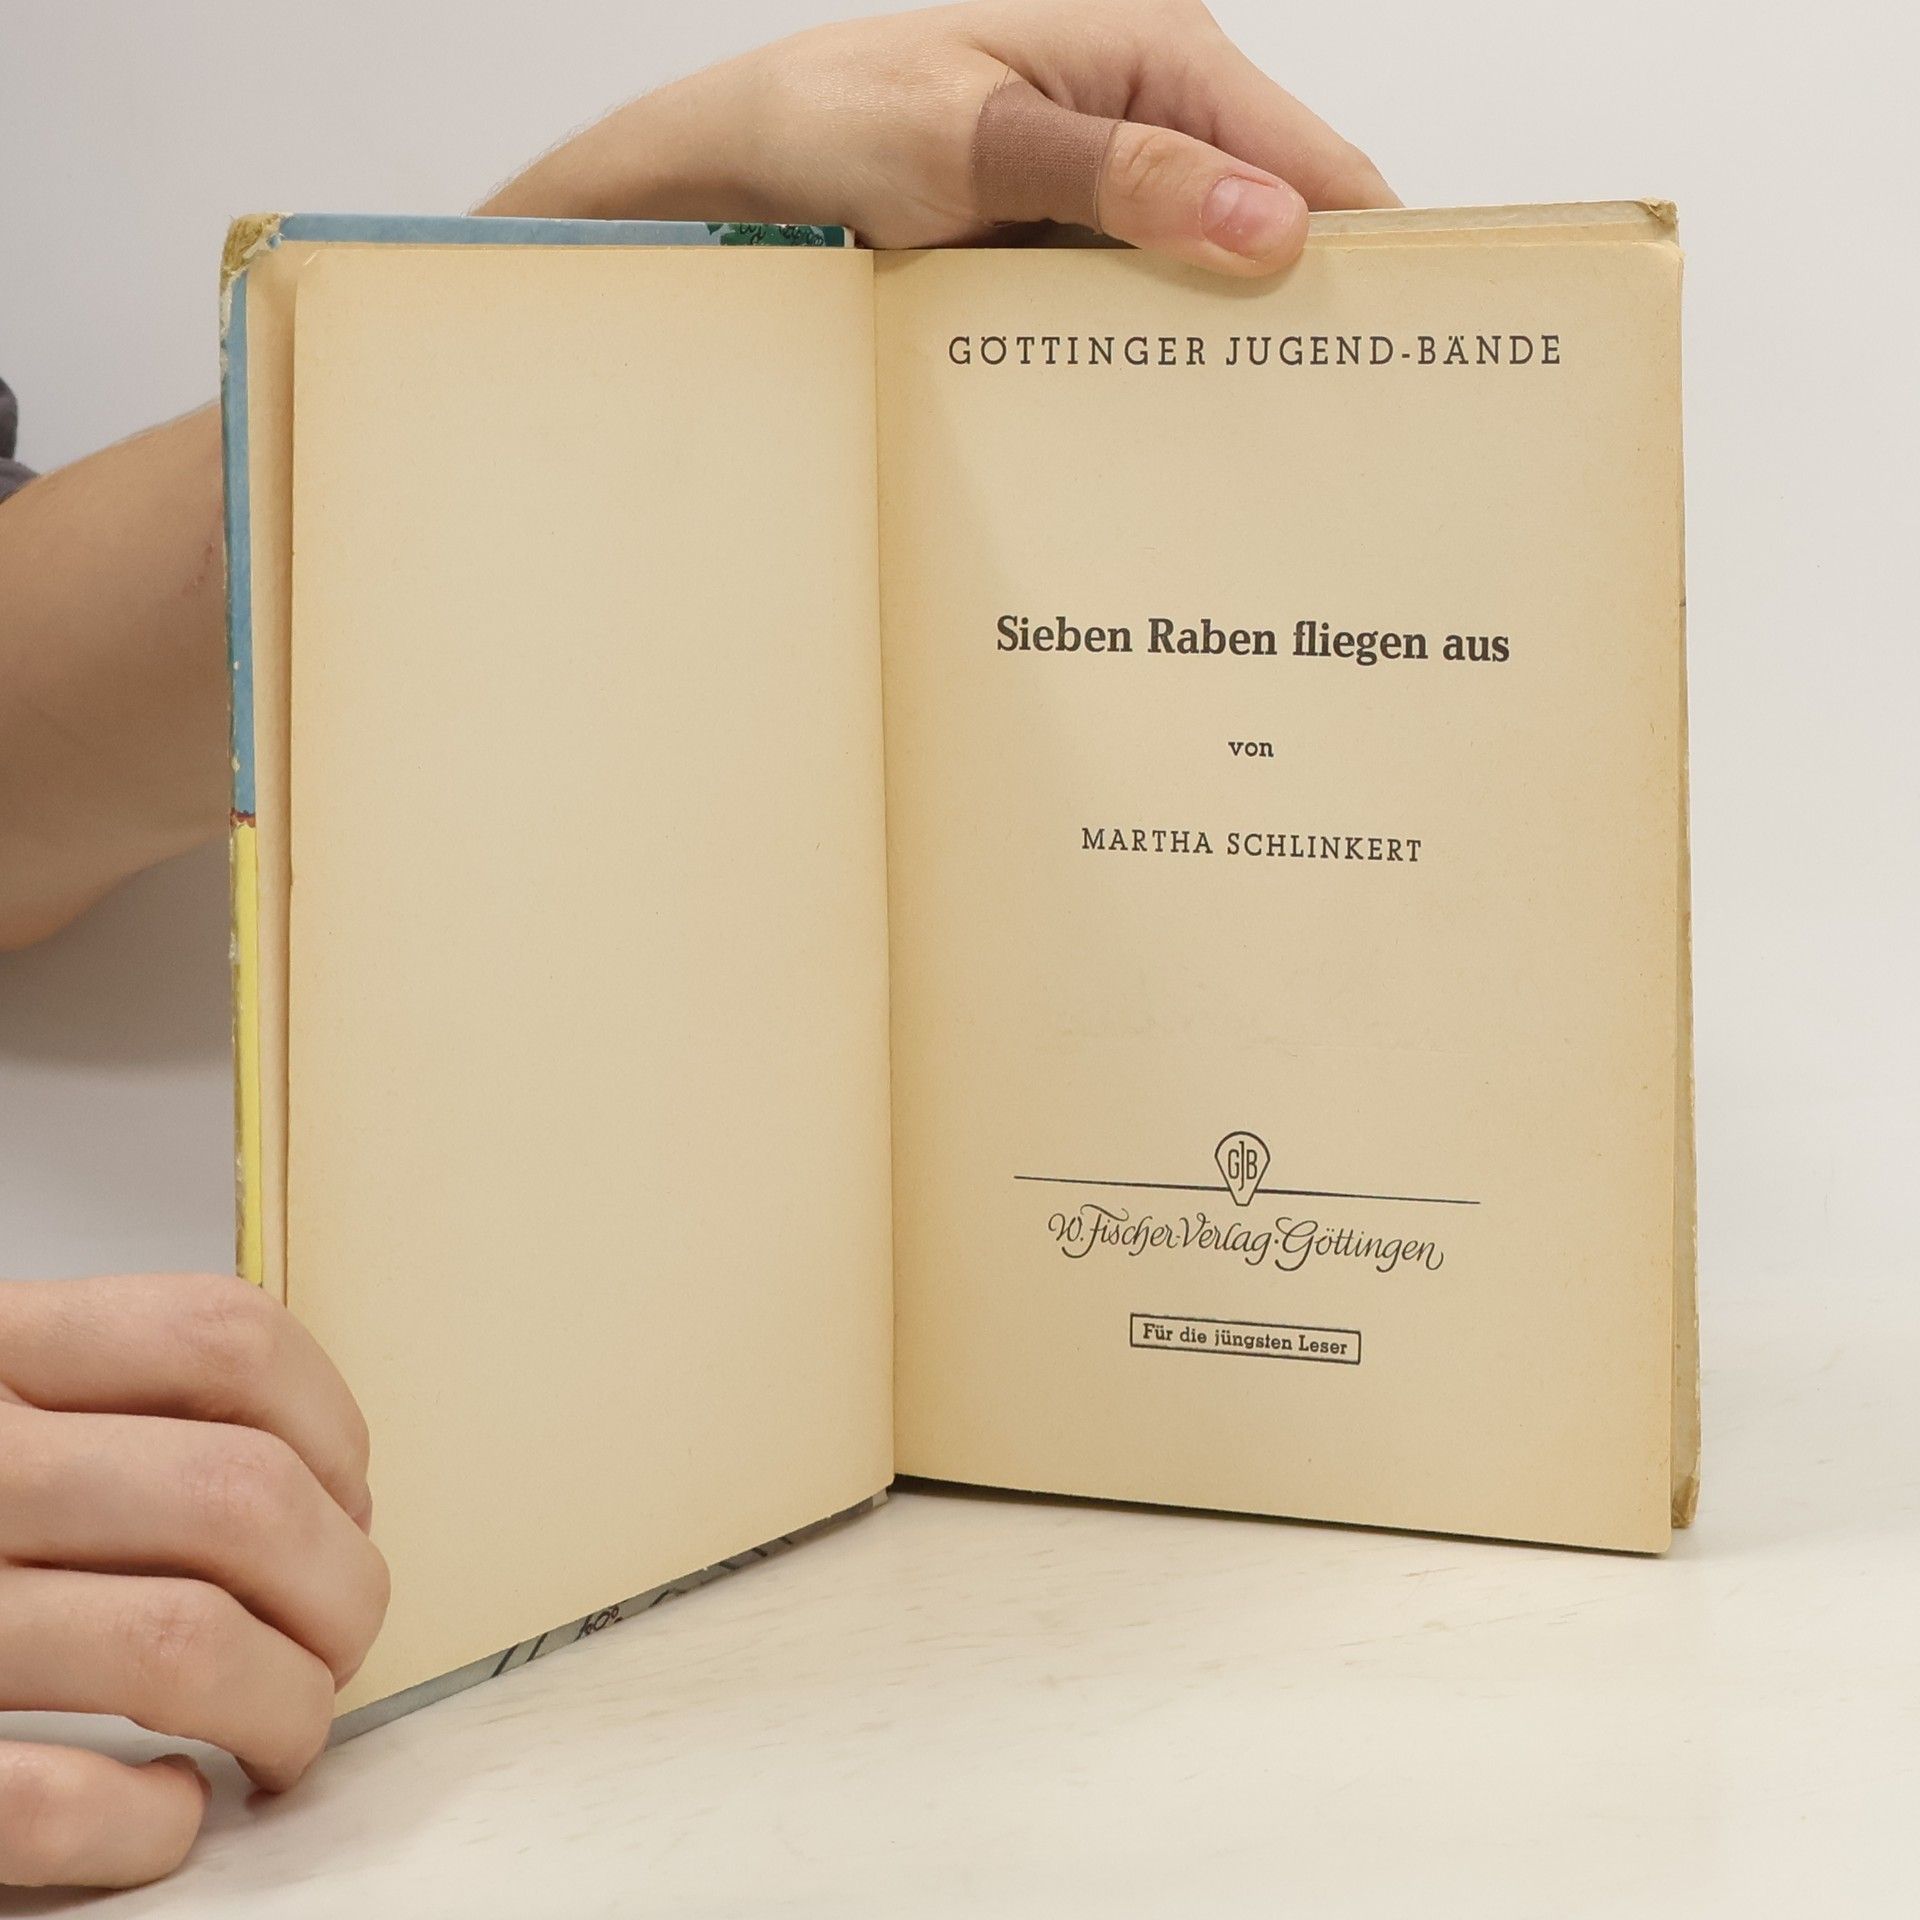 GÖTTINGER JUGEND-BÄNDE
Sieben Raben fliegen aus
von
MARTHA SCHLINKERT
GJB
W. Fischer-Verlag · Göttingen
Für die jüngsten Leser